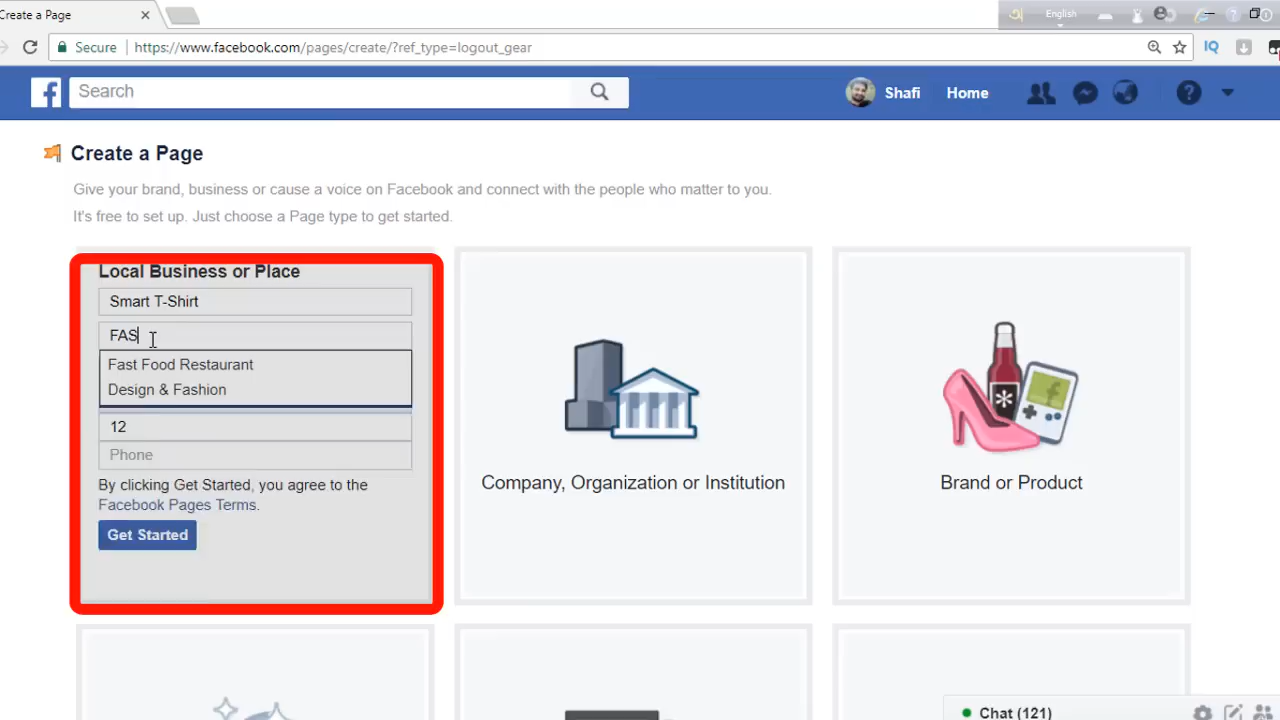 Create a Page
English
Secure
https://www.facebook.com/pages/create/?ref_type=logout_gear
IQ
Search
Shafi
Home
Create a Page
Give your brand, business or cause a voice on Facebook and connect with the people who matter to you.
It's free to set up. Just choose a Page type to get started.
Local Business or Place
Smart T-Shirt
FAS
Fast Food Restaurant
Design & Fashion
12
Phone
By clicking Get Started, you agree to the
Facebook Pages Terms.
Get Started
Company, Organization or Institution
Brand or Product
Chat (121)